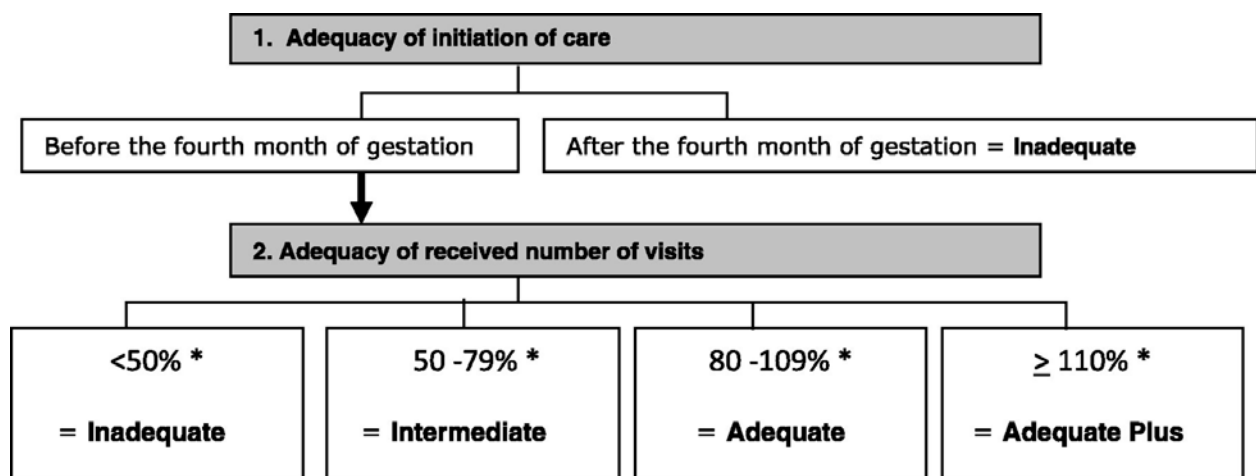 1. Adequacy of initiation of care
Before the fourth month of gestation
After the fourth month of gestation = Inadequate
2. Adequacy of received number of visits
<50% *
= Inadequate
50 -79% *
= Intermediate
80 -109% *
= Adequate
≥ 110% *
= Adequate Plus